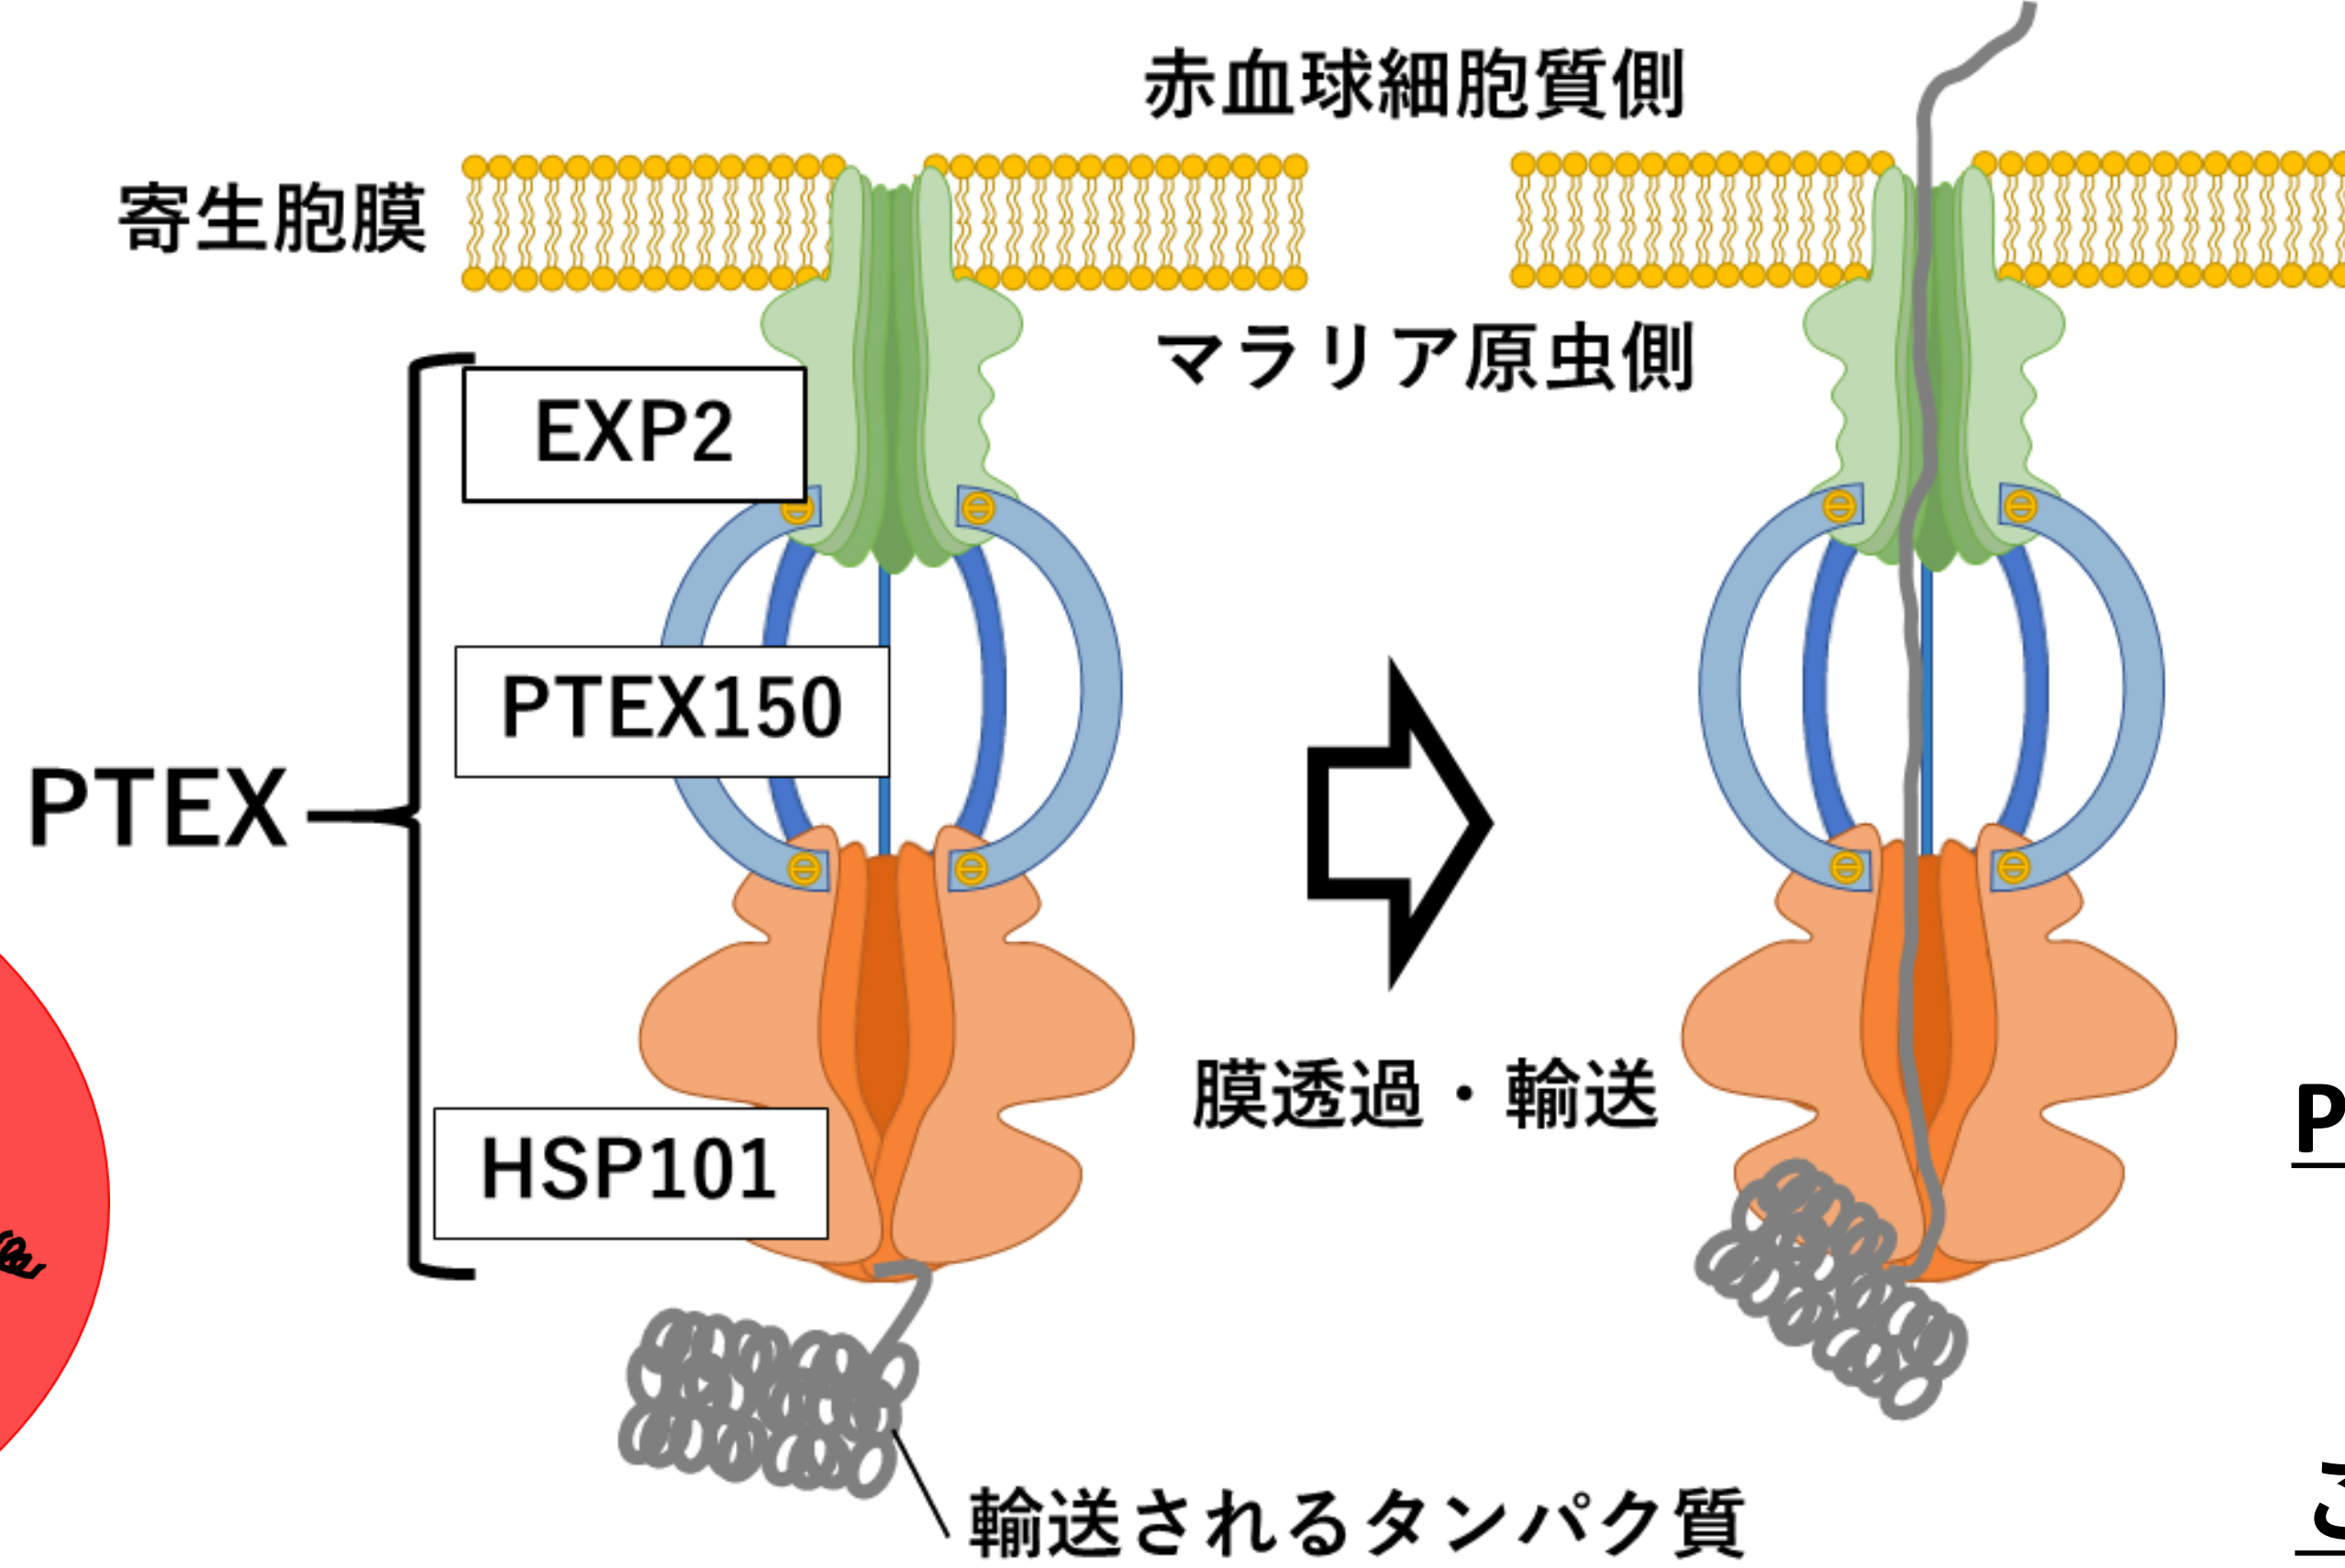 赤血球細胞質側
寄生胞膜
マラリア原虫側
EXP2
PTEX150
PTEX
膜透過・輸送
HSP101
P
輸送されるタンパク質